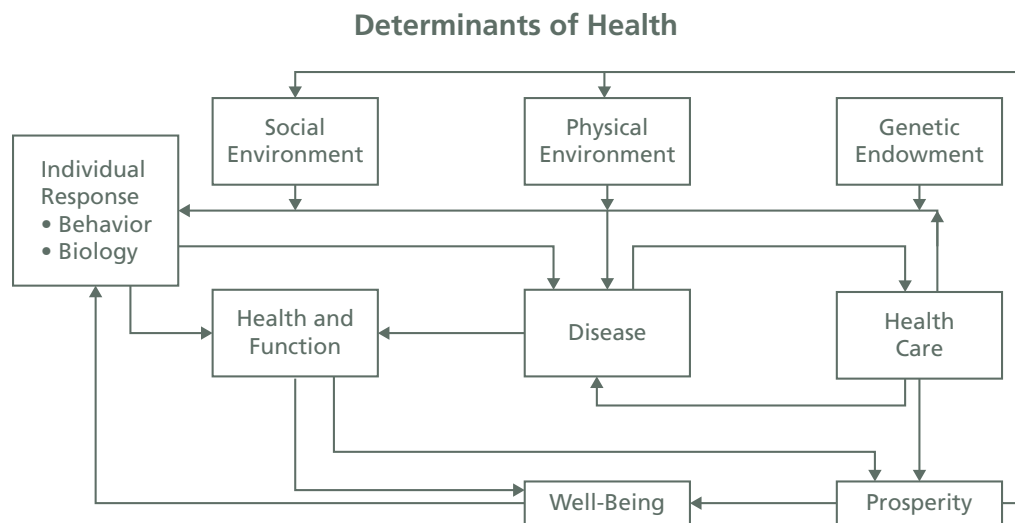 Determinants of Health
Social
Environment
Physical
Environment
Genetic
Endowment
Individual
Response
• Behavior
• Biology
Health and
Function
Disease
Health
Care
Well-Being
Prosperity